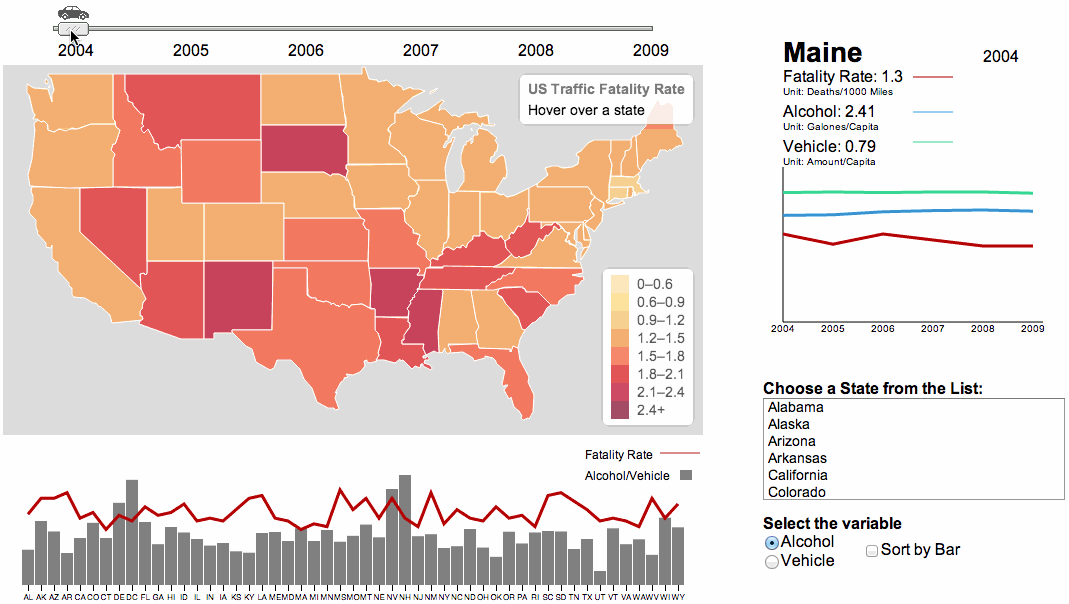 2004 2005 2006 2007 2008 2009
US Traffic Fatality Rate
Hover over a state
0–0.6
0.6–0.9
0.9–1.2
1.2–1.5
1.5–1.8
1.8–2.1
2.1–2.4
2.4+
Fatality Rate
Alcohol/Vehicle
AL AK AZ AR CA CO CT DE DC FL GA HI ID IL IN IA KS KY LA ME MD MA MI MN MS MO MT NE NV NH NJ NM NY NC ND OH OK OR PA RI SC SD TN TX UT VT VA WA WV WI WY
Maine 2004
Fatality Rate: 1.3
Unit: Deaths/1000 Miles
Alcohol: 2.41
Unit: Galones/Capita
Vehicle: 0.79
Unit: Amount/Capita
2004 2005 2006 2007 2008 2009
Choose a State from the List:
Alabama
Alaska
Arizona
Arkansas
California
Colorado
Select the variable
Alcohol
Vehicle
Sort by Bar